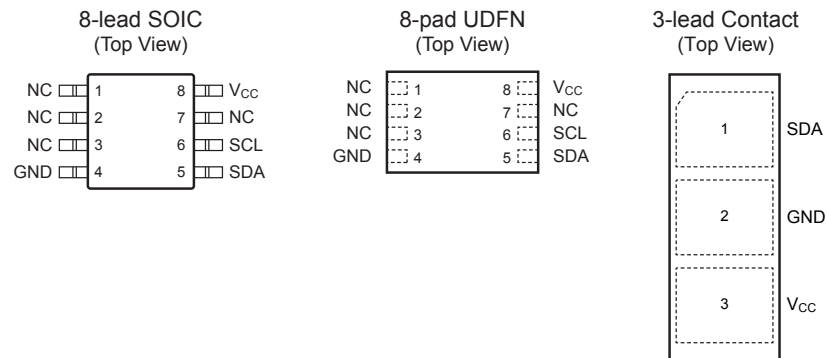 8-lead SOIC
(Top View)
NC 1 8 VCC
NC 2 7 NC
NC 3 6 SCL
GND 4 5 SDA
8-pad UDFN
(Top View)
NC 1 8 VCC
NC 2 7 NC
NC 3 6 SCL
GND 4 5 SDA
3-lead Contact
(Top View)
1 SDA
2 GND
3 VCC